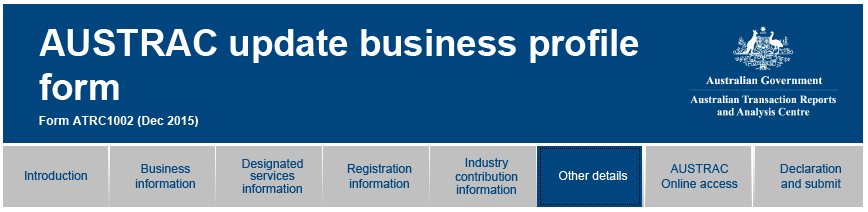 AUSTRAC update business profile
form
Form ATRC1002 (Dec 2015)
Australian Government
Australian Transaction Reports
and Analysis Centre
Introduction
Business
information
Designated
services
information
Registration
information
Industry
contribution
information
Other details
AUSTRAC
Online access
Declaration
and submit